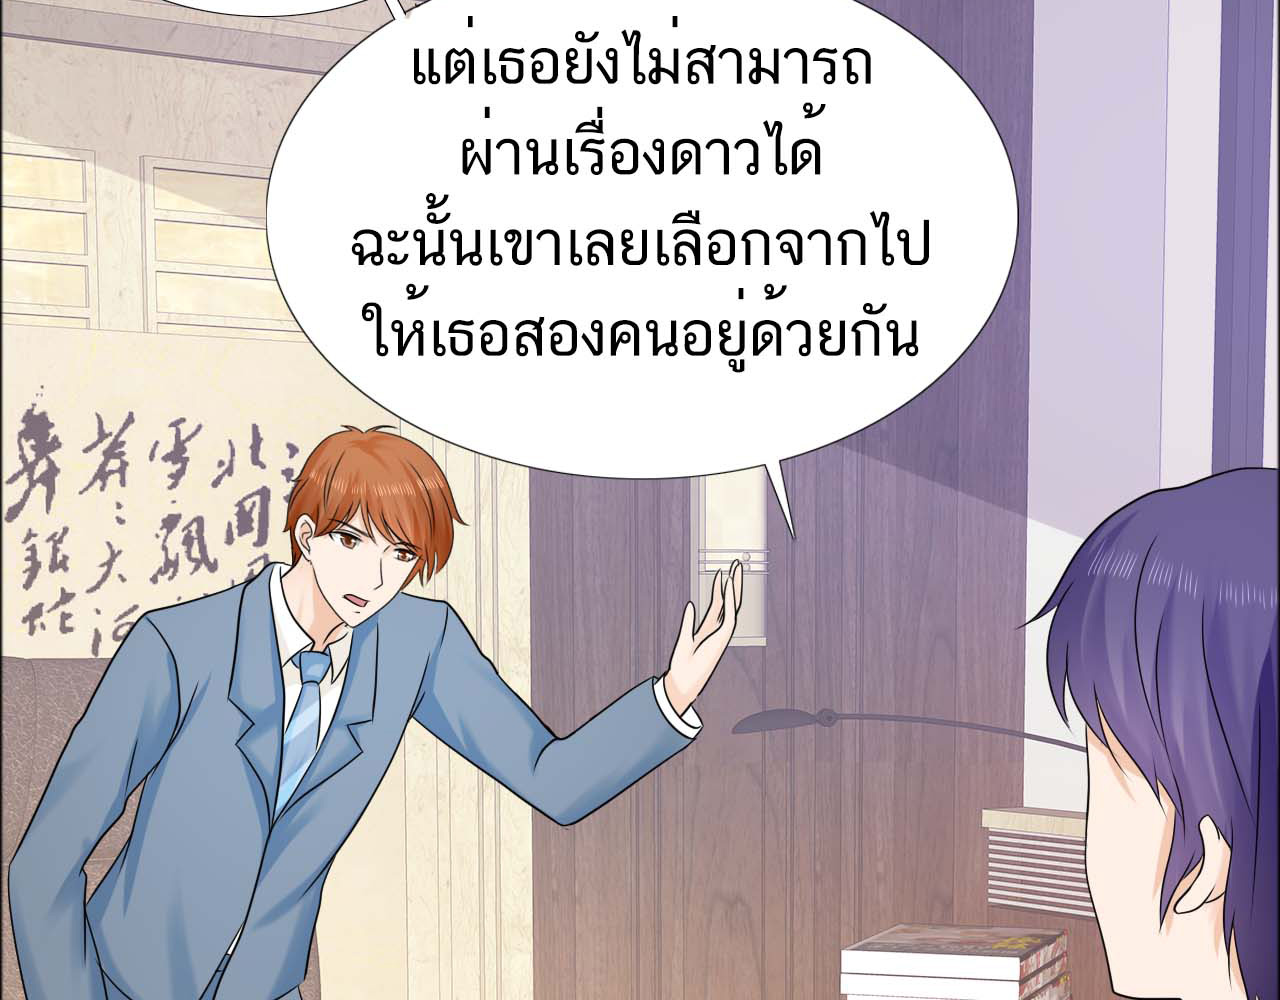 แต่เธอยังไม่สามารถ
ผ่านเรื่องดาวได้
ฉะนั้นเขาเลยเลือกจากไป
ให้เธอสองคนอยู่ด้วยกัน
北
大
銀